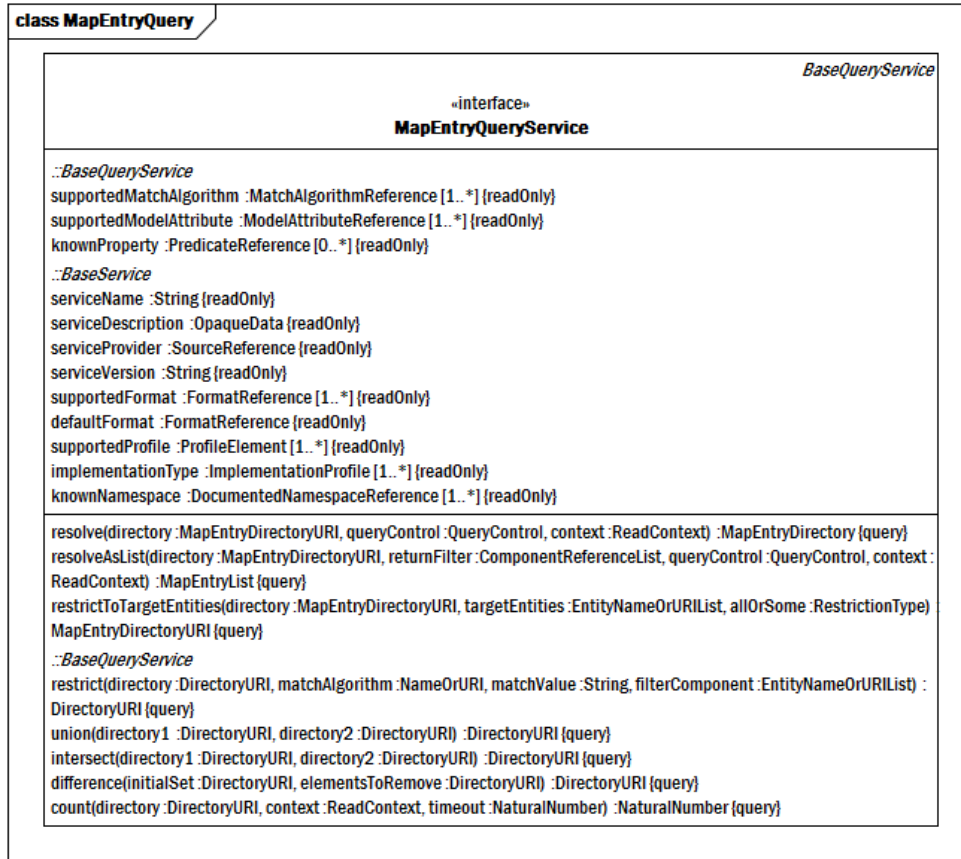 class MapEntryQuery
BaseQueryService
«interface»
MapEntryQueryService
::BaseQueryService
supportedMatchAlgorithm :MatchAlgorithmReference [1..*] {readOnly}
supportedModelAttribute :ModelAttributeReference [1..*] {readOnly}
knownProperty :PredicateReference [0..*] {readOnly}
::BaseService
serviceName :String {readOnly}
serviceDescription :OpaqueData {readOnly}
serviceProvider :SourceReference {readOnly}
serviceVersion :String {readOnly}
supportedFormat :FormatReference [1..*] {readOnly}
defaultFormat :FormatReference {readOnly}
supportedProfile :ProfileElement [1..*] {readOnly}
implementationType :ImplementationProfile [1..*] {readOnly}
knownNamespace :DocumentedNamespaceReference [1..*] {readOnly}
resolve(directory :MapEntryDirectoryURI, queryControl :QueryControl, context :ReadContext) :MapEntryDirectory {query}
resolveAsList(directory :MapEntryDirectoryURI, returnFilter :ComponentReferenceList, queryControl :QueryControl, context :
ReadContext) :MapEntryList {query}
restrictToTargetEntities(directory :MapEntryDirectoryURI, targetEntities :EntityNameOrURIList, allOrSome :RestrictionType) :
MapEntryDirectoryURI {query}
::BaseQueryService
restrict(directory :DirectoryURI, matchAlgorithm :NameOrURI, matchValue :String, filterComponent :EntityNameOrURIList) :
DirectoryURI {query}
union(directory1 :DirectoryURI, directory2 :DirectoryURI) :DirectoryURI {query}
intersect(directory1 :DirectoryURI, directory2 :DirectoryURI) :DirectoryURI {query}
difference(initialSet :DirectoryURI, elementsToRemove :DirectoryURI) :DirectoryURI {query}
count(directory :DirectoryURI, context :ReadContext, timeout :NaturalNumber) :NaturalNumber {query}